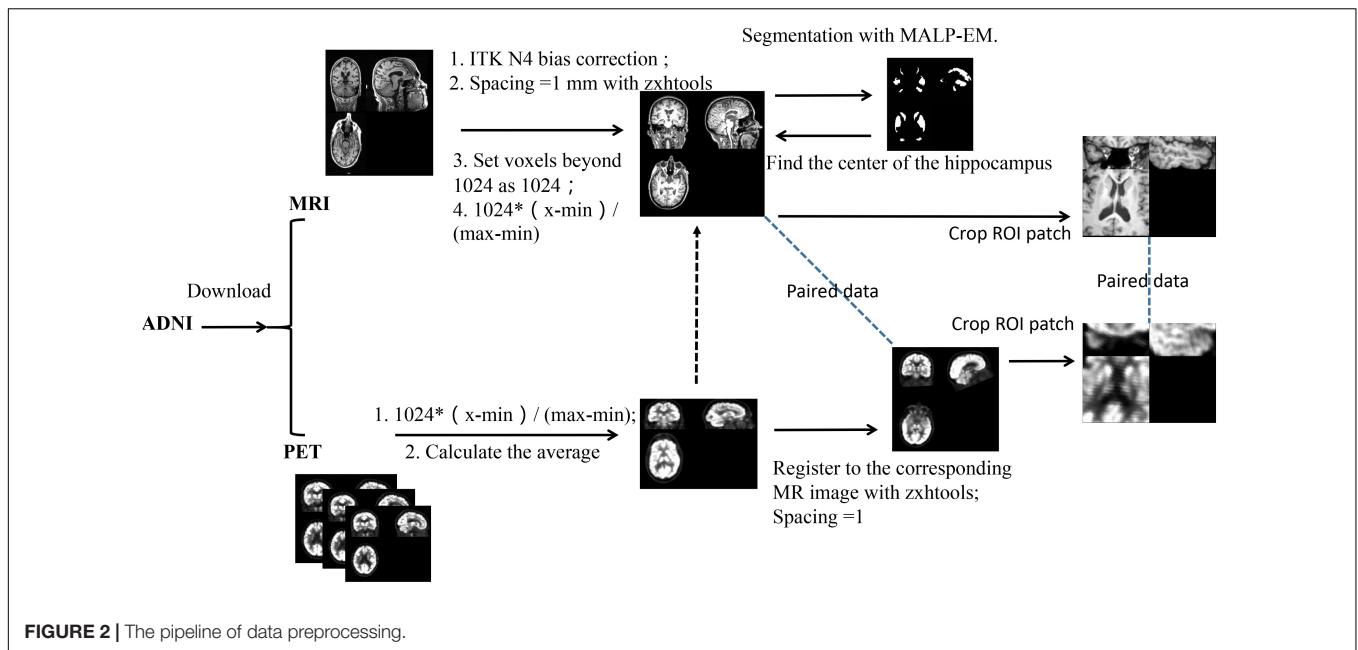 Segmentation with MALP-EM.
1. ITK N4 bias correction ;
2. Spacing =1 mm with zxhtools
3. Set voxels beyond
1024 as 1024 ;
4. 1024* ( x-min ) /
(max-min)
Find the center of the hippocampus
MRI
Crop ROI patch
Download
ADNI
Paired data
Paired data
Crop ROI patch
1. 1024* ( x-min ) / (max-min);
2. Calculate the average
PET
Register to the corresponding
MR image with zxhtools;
Spacing =1
FIGURE 2 | The pipeline of data preprocessing.